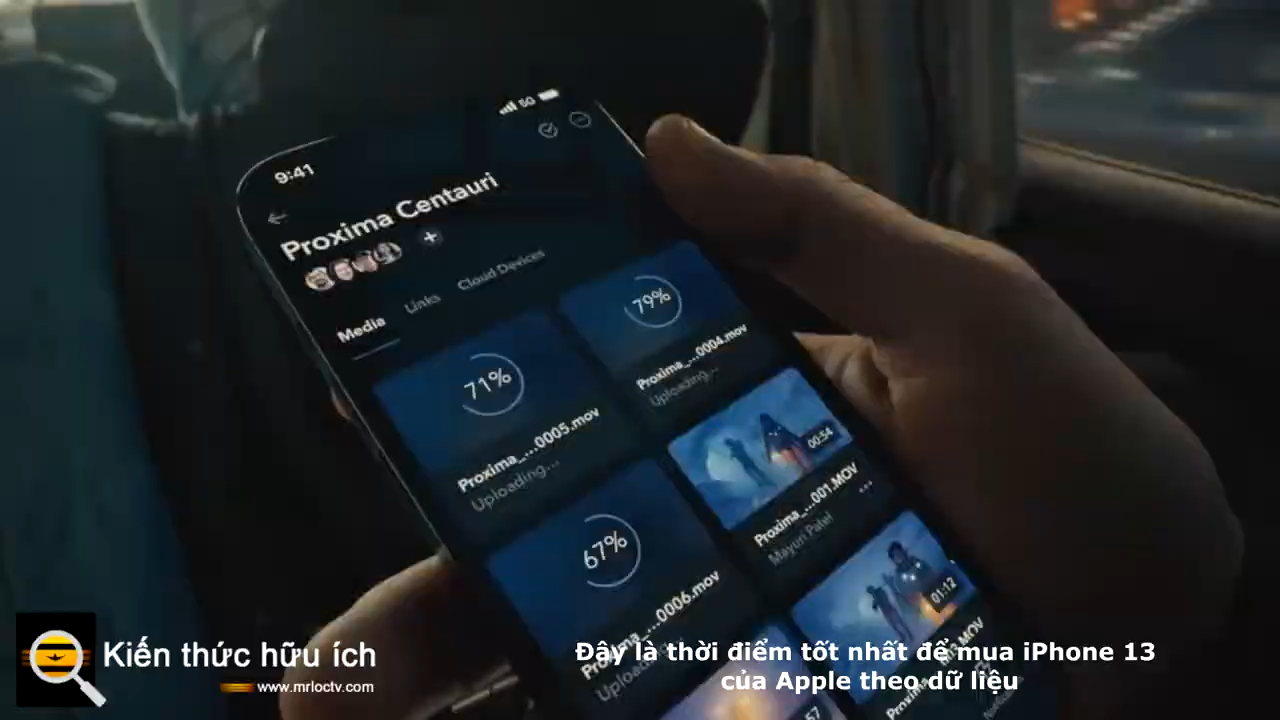 5G
9:41
Proxima Centauri
+
Media
Links
Cloud Devices
71%
Proxima_...0005.mov
Uploading...
79%
Proxima_...0004.mov
Uploading...
67%
Proxima_...0006.mov
00:54
Proxima_...001.MOV
Mayuri Patel
01:12
Kiến thức hữu ích
www.mrloctv.com
Đây là thời điểm tốt nhất để mua iPhone 13
của Apple theo dữ liệu